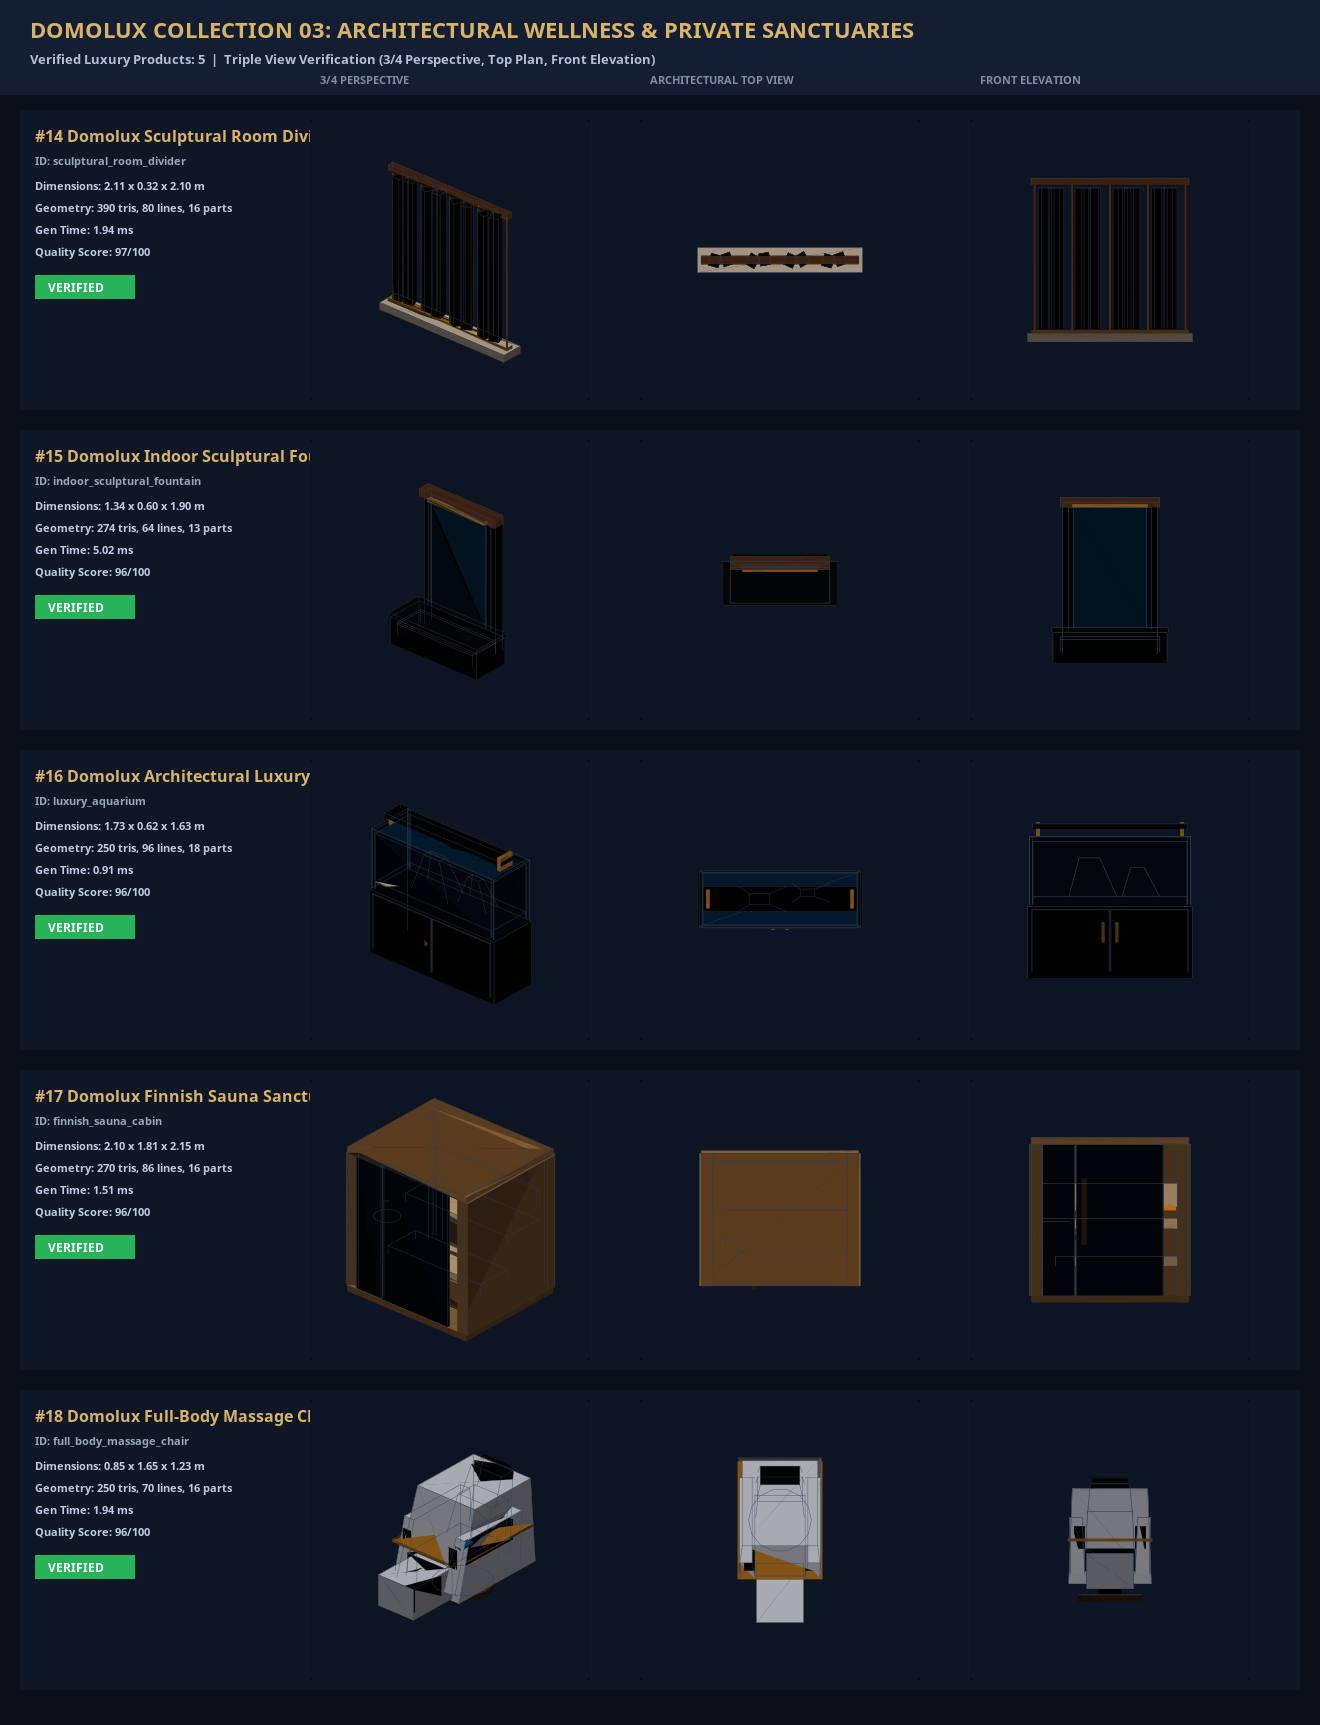 DOMOLUX COLLECTION 03: ARCHITECTURAL WELLNESS & PRIVATE SANCTUARIES
Verified Luxury Products: 5 | Triple View Verification (3/4 Perspective, Top Plan, Front Elevation)
3/4 PERSPECTIVE ARCHITECTURAL TOP VIEW FRONT ELEVATION
#14 Domolux Sculptural Room Divi
ID: sculptural_room_divider
Dimensions: 2.11 x 0.32 x 2.10 m
Geometry: 390 tris, 80 lines, 16 parts
Gen Time: 1.94 ms
Quality Score: 97/100
VERIFIED
#15 Domolux Indoor Sculptural Fou
ID: indoor_sculptural_fountain
Dimensions: 1.34 x 0.60 x 1.90 m
Geometry: 274 tris, 64 lines, 13 parts
Gen Time: 5.02 ms
Quality Score: 96/100
VERIFIED
#16 Domolux Architectural Luxury
ID: luxury_aquarium
Dimensions: 1.73 x 0.62 x 1.63 m
Geometry: 250 tris, 96 lines, 18 parts
Gen Time: 0.91 ms
Quality Score: 96/100
VERIFIED
#17 Domolux Finnish Sauna Sanctu
ID: finnish_sauna_cabin
Dimensions: 2.10 x 1.81 x 2.15 m
Geometry: 270 tris, 86 lines, 16 parts
Gen Time: 1.51 ms
Quality Score: 96/100
VERIFIED
#18 Domolux Full-Body Massage Cl
ID: full_body_massage_chair
Dimensions: 0.85 x 1.65 x 1.23 m
Geometry: 250 tris, 70 lines, 16 parts
Gen Time: 1.94 ms
Quality Score: 96/100
VERIFIED